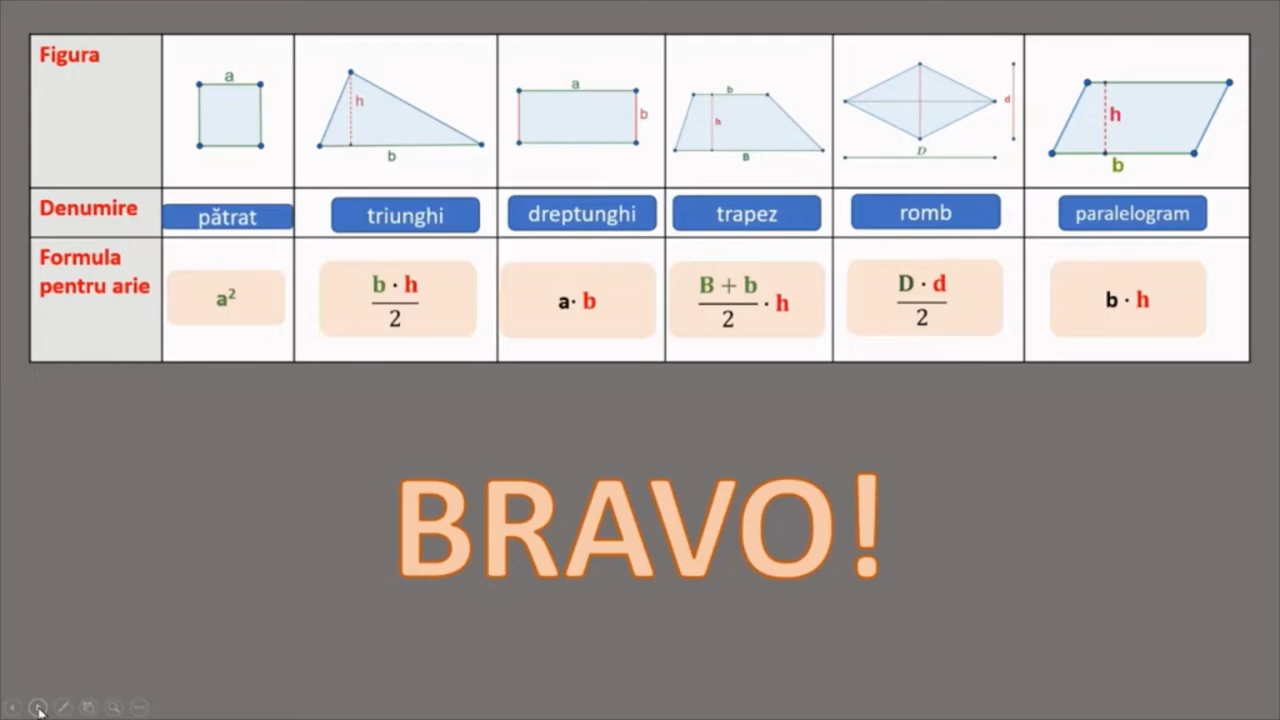 Figura
a
h
b
a
b
b
h
B
d
D
h
b
Denumire
pătrat
triunghi
dreptunghi
trapez
romb
paralelogram
Formula
pentru arie
a²
b · h
2
a· b
B + b
2
· h
D · d
2
b · h
BRAVO!